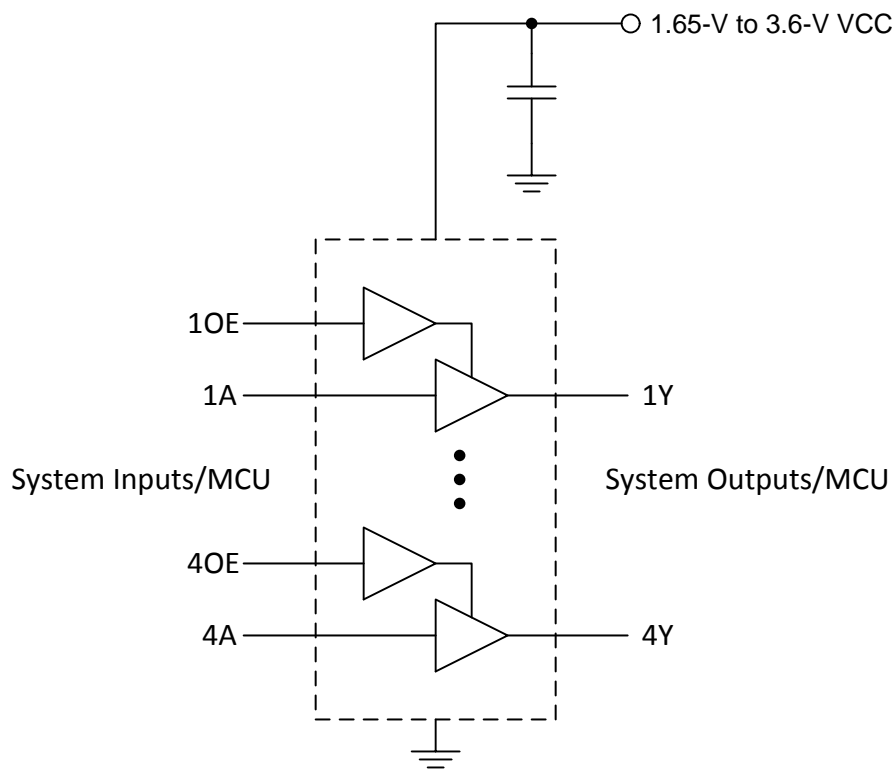 1.65-V to 3.6-V VCC
1OE
1A
1Y
System Inputs/MCU
System Outputs/MCU
4OE
4A
4Y